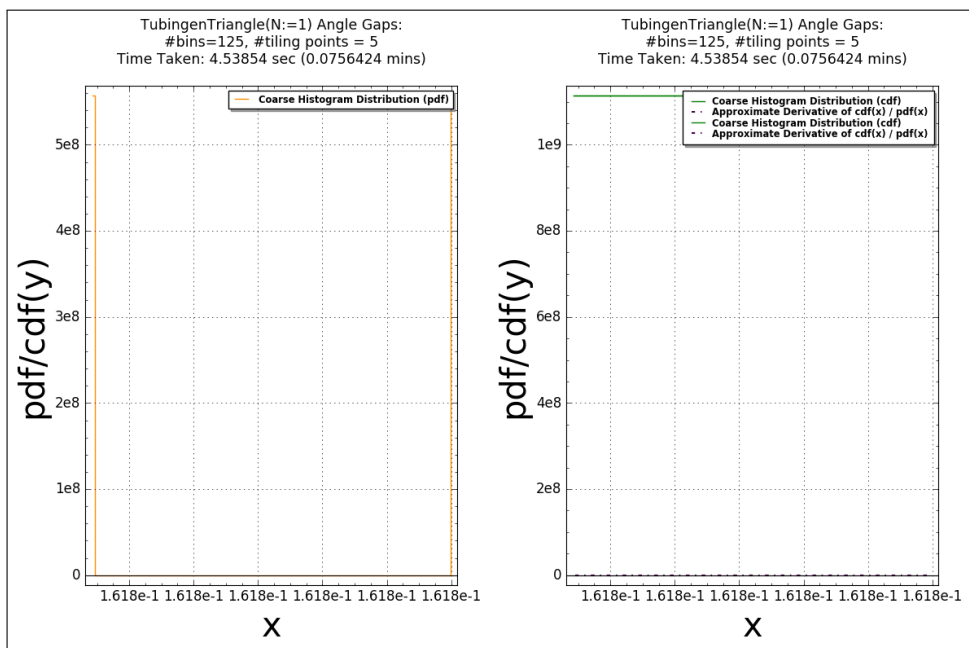 TubingenTriangle(N:=1) Angle Gaps:
#bins=125, #tiling points = 5
Time Taken: 4.53854 sec (0.0756424 mins)
Coarse Histogram Distribution (pdf)
5e8
4e8
3e8
2e8
1e8
0
pdf/cdf(y)
1.618e-1 1.618e-1 1.618e-1 1.618e-1 1.618e-1 1.618e-1
x
TubingenTriangle(N:=1) Angle Gaps:
#bins=125, #tiling points = 5
Time Taken: 4.53854 sec (0.0756424 mins)
Coarse Histogram Distribution (cdf)
Approximate Derivative of cdf(x) / pdf(x)
Coarse Histogram Distribution (cdf)
Approximate Derivative of cdf(x) / pdf(x)
1e9
8e8
6e8
4e8
2e8
0
pdf/cdf(y)
1.618e-1 1.618e-1 1.618e-1 1.618e-1 1.618e-1 1.618e-1
x